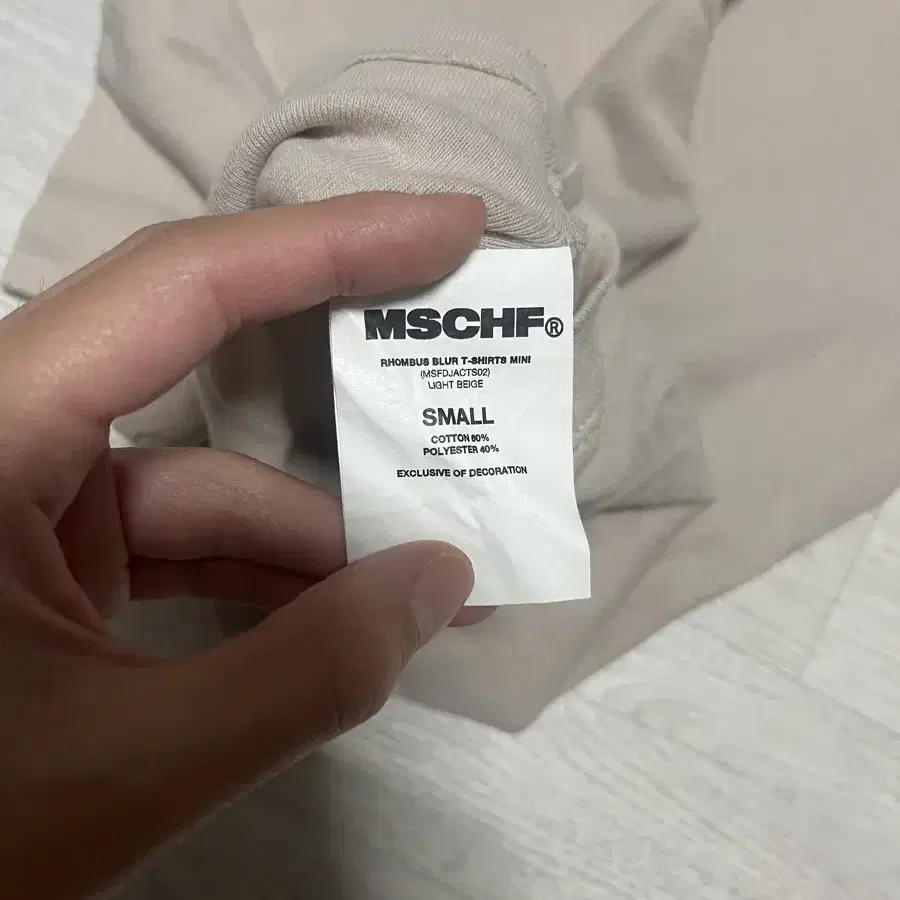 MSCHF®
RHOMBUS BLUR T-SHIRTS MINI
(MSFDJACTS02)
LIGHT BEIGE
SMALL
COTTON 60%
POLYESTER 40%
EXCLUSIVE OF DECORATION